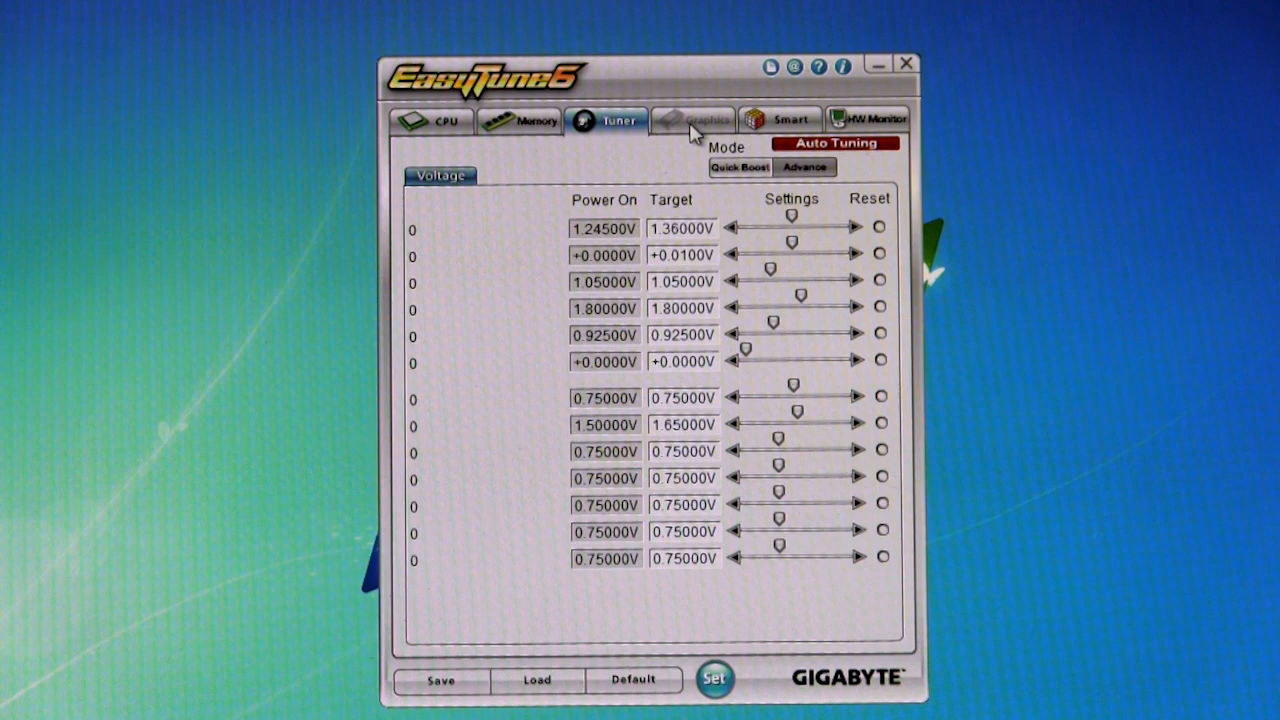 EasyTune6
CPU Memory Tuner Graphics Smart HW Monitor
Mode Auto Tuning
Quick Boost Advance
Voltage
Power On Target Settings Reset
0 1.24500V 1.36000V
0 +0.0000V +0.0100V
0 1.05000V 1.05000V
0 1.80000V 1.80000V
0 0.92500V 0.92500V
0 +0.0000V +0.0000V
0 0.75000V 0.75000V
0 1.50000V 1.65000V
0 0.75000V 0.75000V
0 0.75000V 0.75000V
0 0.75000V 0.75000V
0 0.75000V 0.75000V
0 0.75000V 0.75000V
Save Load Default Set GIGABYTE